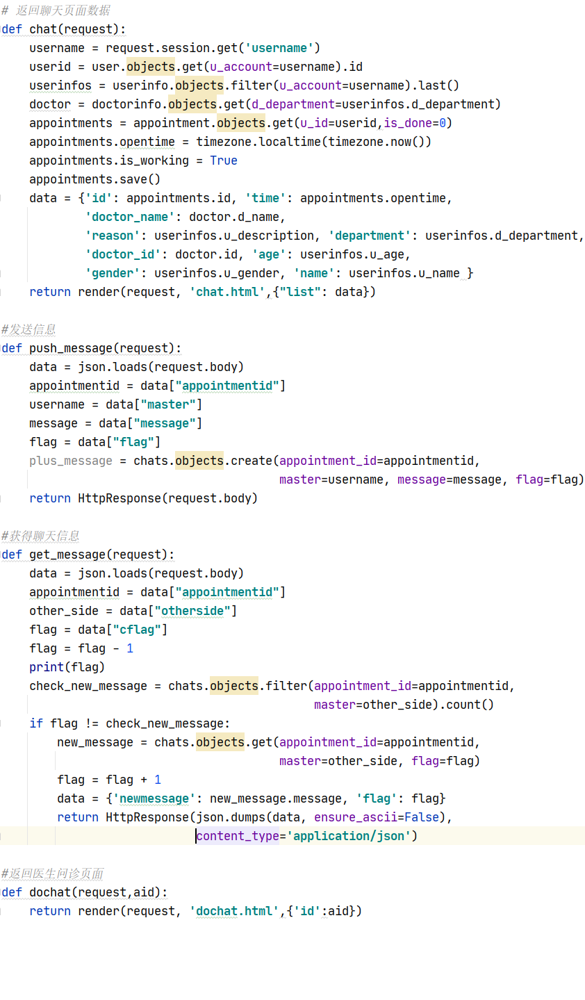 # 返回聊天页面数据
def chat(request):
    username = request.session.get('username')
    userid = user.objects.get(u_account=username).id
    userinfos = userinfo.objects.filter(u_account=username).last()
    doctor = doctorinfo.objects.get(d_department=userinfos.d_department)
    appointments = appointment.objects.get(u_id=userid,is_done=0)
    appointments.opentime = timezone.localtime(timezone.now())
    appointments.is_working = True
    appointments.save()
    data = {'id': appointments.id, 'time': appointments.opentime,
            'doctor_name': doctor.d_name,
            'reason': userinfos.u_description, 'department': userinfos.d_department,
            'doctor_id': doctor.id, 'age': userinfos.u_age,
            'gender': userinfos.u_gender, 'name': userinfos.u_name }
    return render(request, 'chat.html',{"list": data})

#发送信息
def push_message(request):
    data = json.loads(request.body)
    appointmentid = data["appointmentid"]
    username = data["master"]
    message = data["message"]
    flag = data["flag"]
    plus_message = chats.objects.create(appointment_id=appointmentid,
                                        master=username, message=message, flag=flag)
    return HttpResponse(request.body)

#获得聊天信息
def get_message(request):
    data = json.loads(request.body)
    appointmentid = data["appointmentid"]
    other_side = data["otherside"]
    flag = data["cflag"]
    flag = flag - 1
    print(flag)
    check_new_message = chats.objects.filter(appointment_id=appointmentid,
                                             master=other_side).count()
    if flag != check_new_message:
        new_message = chats.objects.get(appointment_id=appointmentid,
                                        master=other_side, flag=flag)
        flag = flag + 1
        data = {'newmessage': new_message.message, 'flag': flag}
        return HttpResponse(json.dumps(data, ensure_ascii=False),
                            content_type='application/json')

#返回医生问诊页面
def dochat(request,aid):
    return render(request, 'dochat.html',{'id':aid})